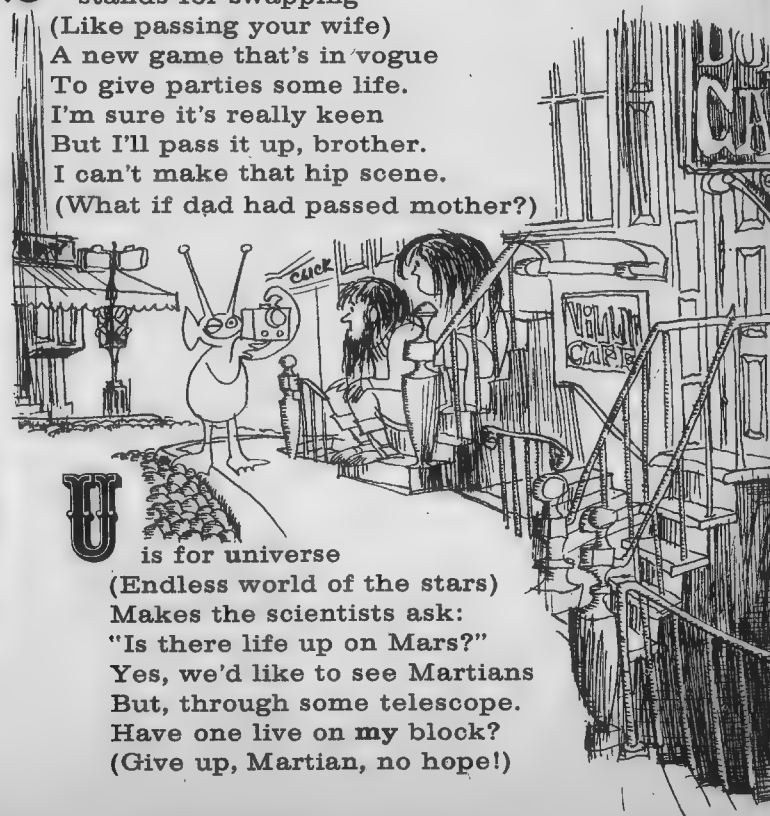 stands for swapping
(Like passing your wife)
A new game that's in vogue
To give parties some life.
I'm sure it's really keen
But I'll pass it up, brother.
I can't make that hip scene.
(What if dad had passed mother?)
CLICK
CA
CAFE
U is for universe
(Endless world of the stars)
Makes the scientists ask:
"Is there life up on Mars?"
Yes, we'd like to see Martians
But, through some telescope.
Have one live on my block?
(Give up, Martian, no hope!)